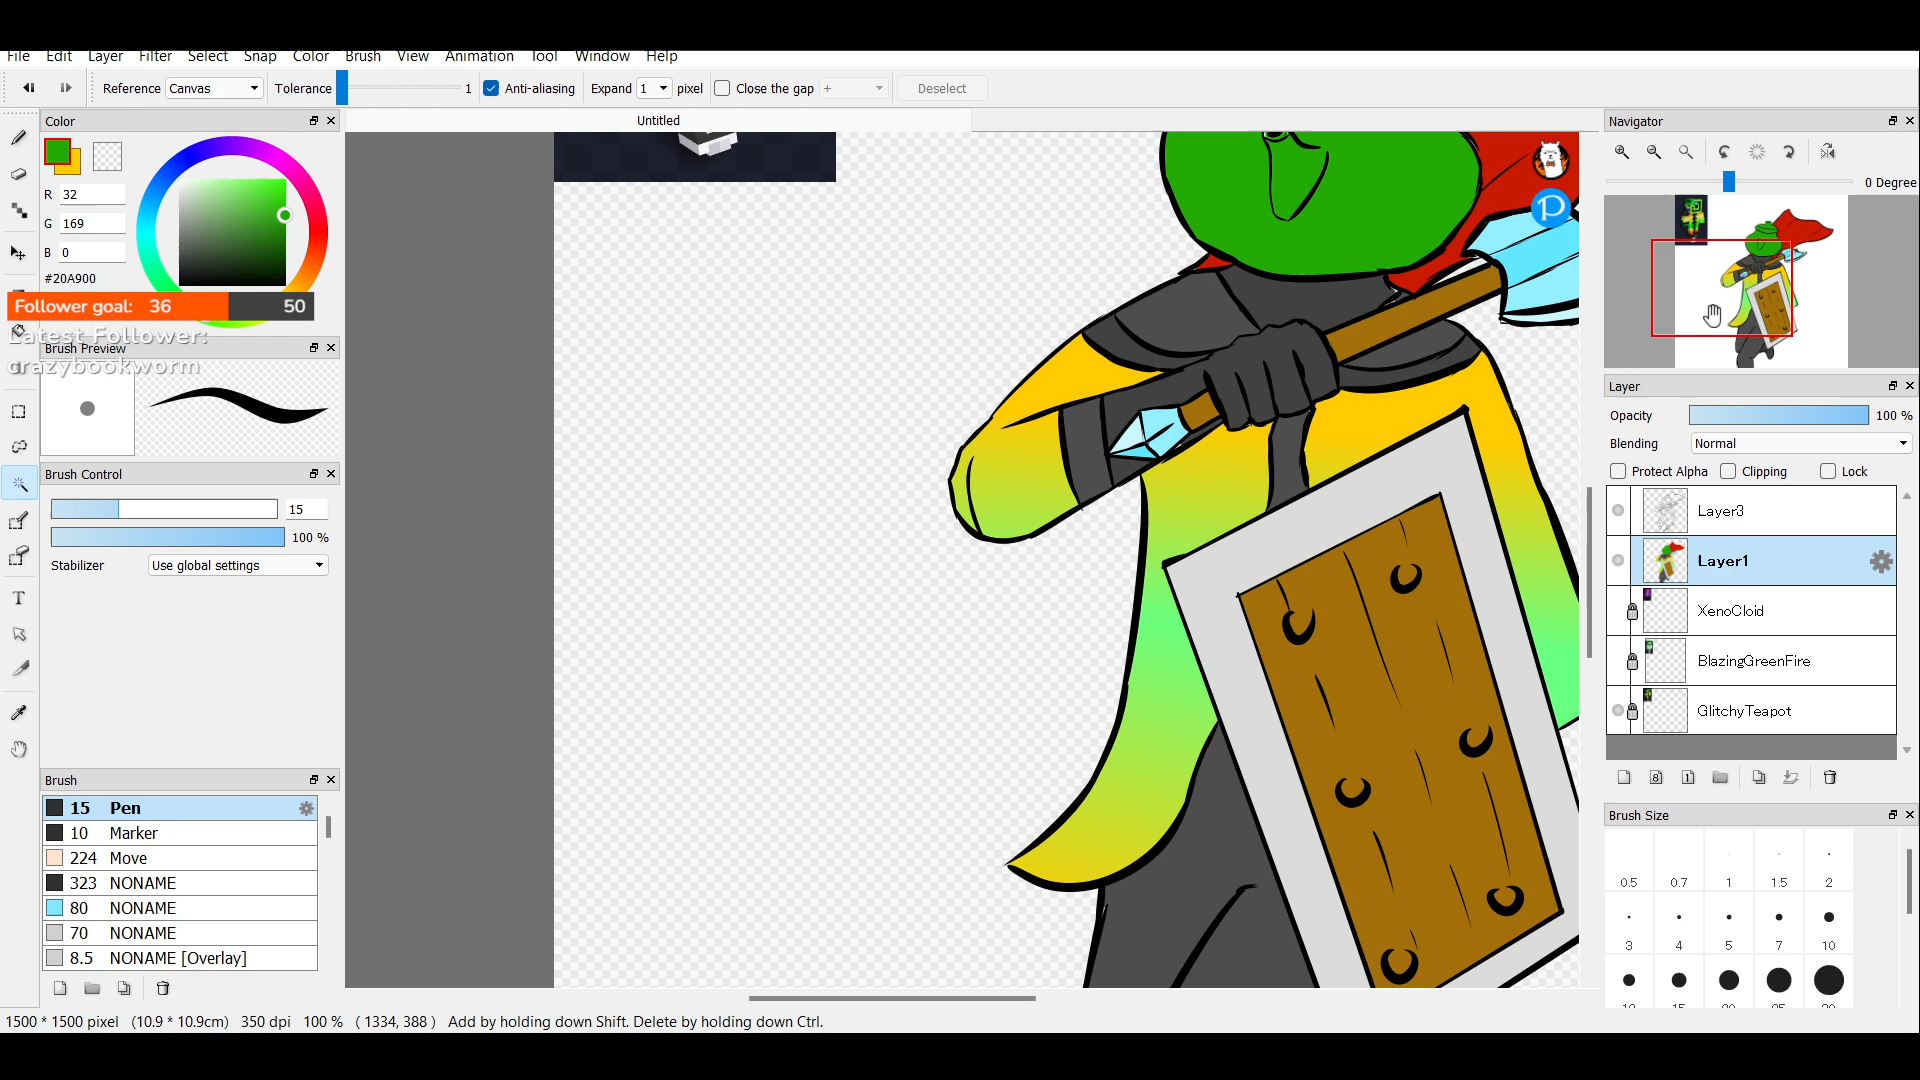 File Edit Layer Filter Select Snap Color Brush View Animation Tool Window Help
Reference Canvas Tolerance 1 Anti-aliasing Expand 1 pixel Close the gap + Deselect
Color
Untitled
Navigator
R 32
G 169
B 0
#20A900
0 Degree
Follower goal: 36 50
Latest Follower:
crazybookworm
Brush Preview
Brush Control
15
100 %
Stabilizer Use global settings
Brush
15 Pen
10 Marker
224 Move
323 NONAME
80 NONAME
70 NONAME
8.5 NONAME [Overlay]
Layer
Opacity 100 %
Blending Normal
Protect Alpha Clipping Lock
Layer3
Layer1
XenoCloid
BlazingGreenFire
GlitchyTeapot
Brush Size
0.5 0.7 1 1.5 2
3 4 5 7 10
1500 * 1500 pixel (10.9 * 10.9cm) 350 dpi 100 % ( 1334, 388 ) Add by holding down Shift. Delete by holding down Ctrl.